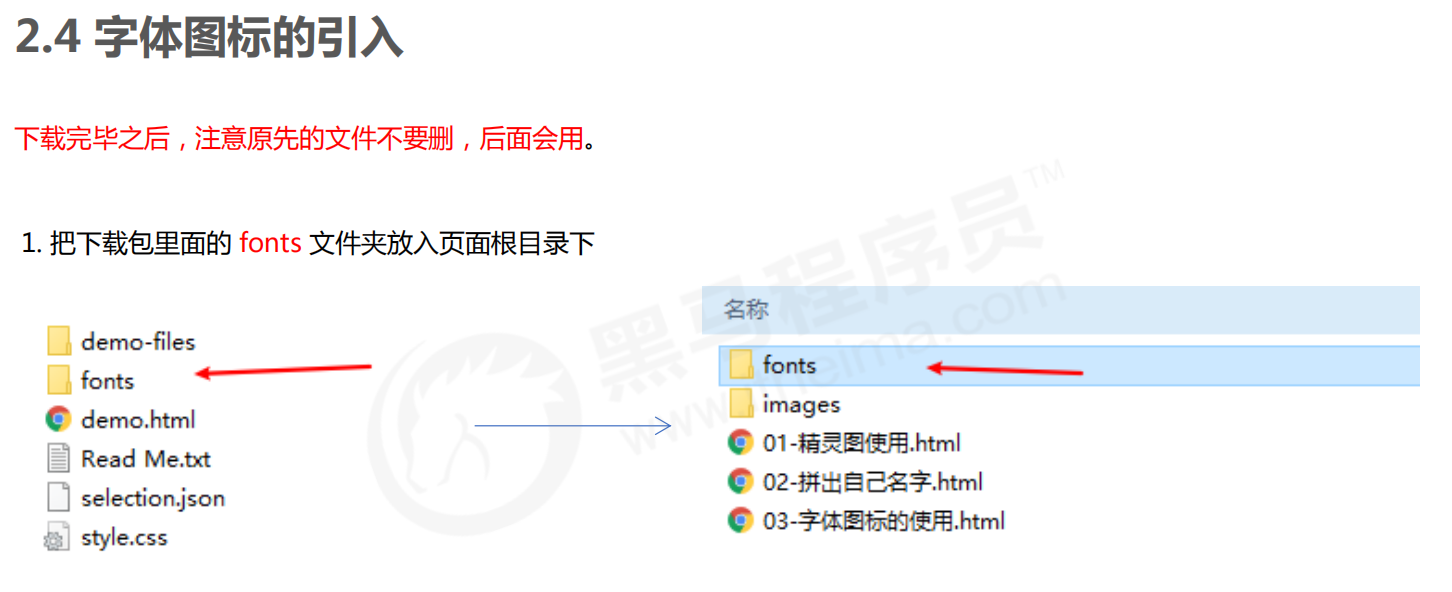 2.4 字体图标的引入
下载完毕之后，注意原先的文件不要删，后面会用。
1. 把下载包里面的 fonts 文件夹放入页面根目录下
demo-files
fonts
demo.html
Read Me.txt
selection.json
style.css
名称
fonts
images
01-精灵图使用.html
02-拼出自己名字.html
03-字体图标的使用.html
黑马程序员™
www.itheima.com